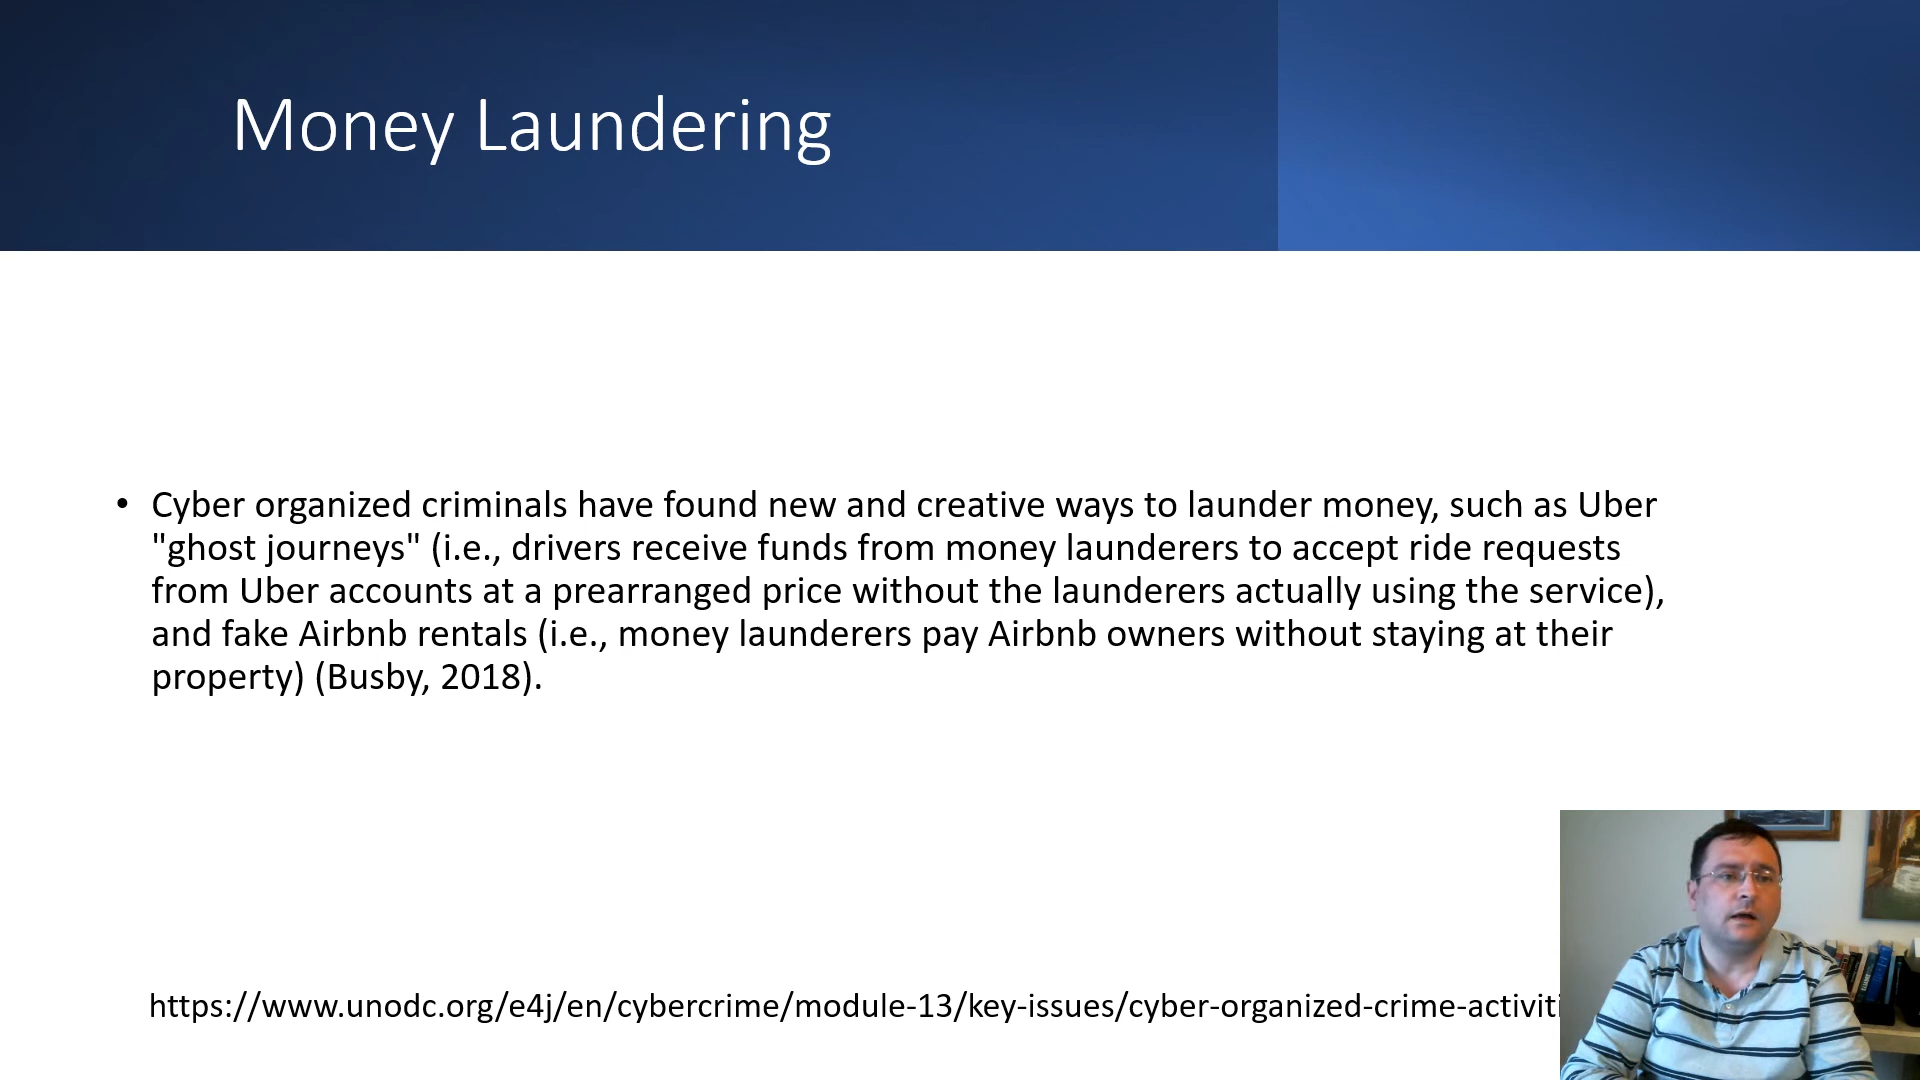 Money Laundering
• Cyber organized criminals have found new and creative ways to launder money, such as Uber
"ghost journeys" (i.e., drivers receive funds from money launderers to accept ride requests
from Uber accounts at a prearranged price without the launderers actually using the service),
and fake Airbnb rentals (i.e., money launderers pay Airbnb owners without staying at their
property) (Busby, 2018).
https://www.unodc.org/e4j/en/cybercrime/module-13/key-issues/cyber-organized-crime-activiti